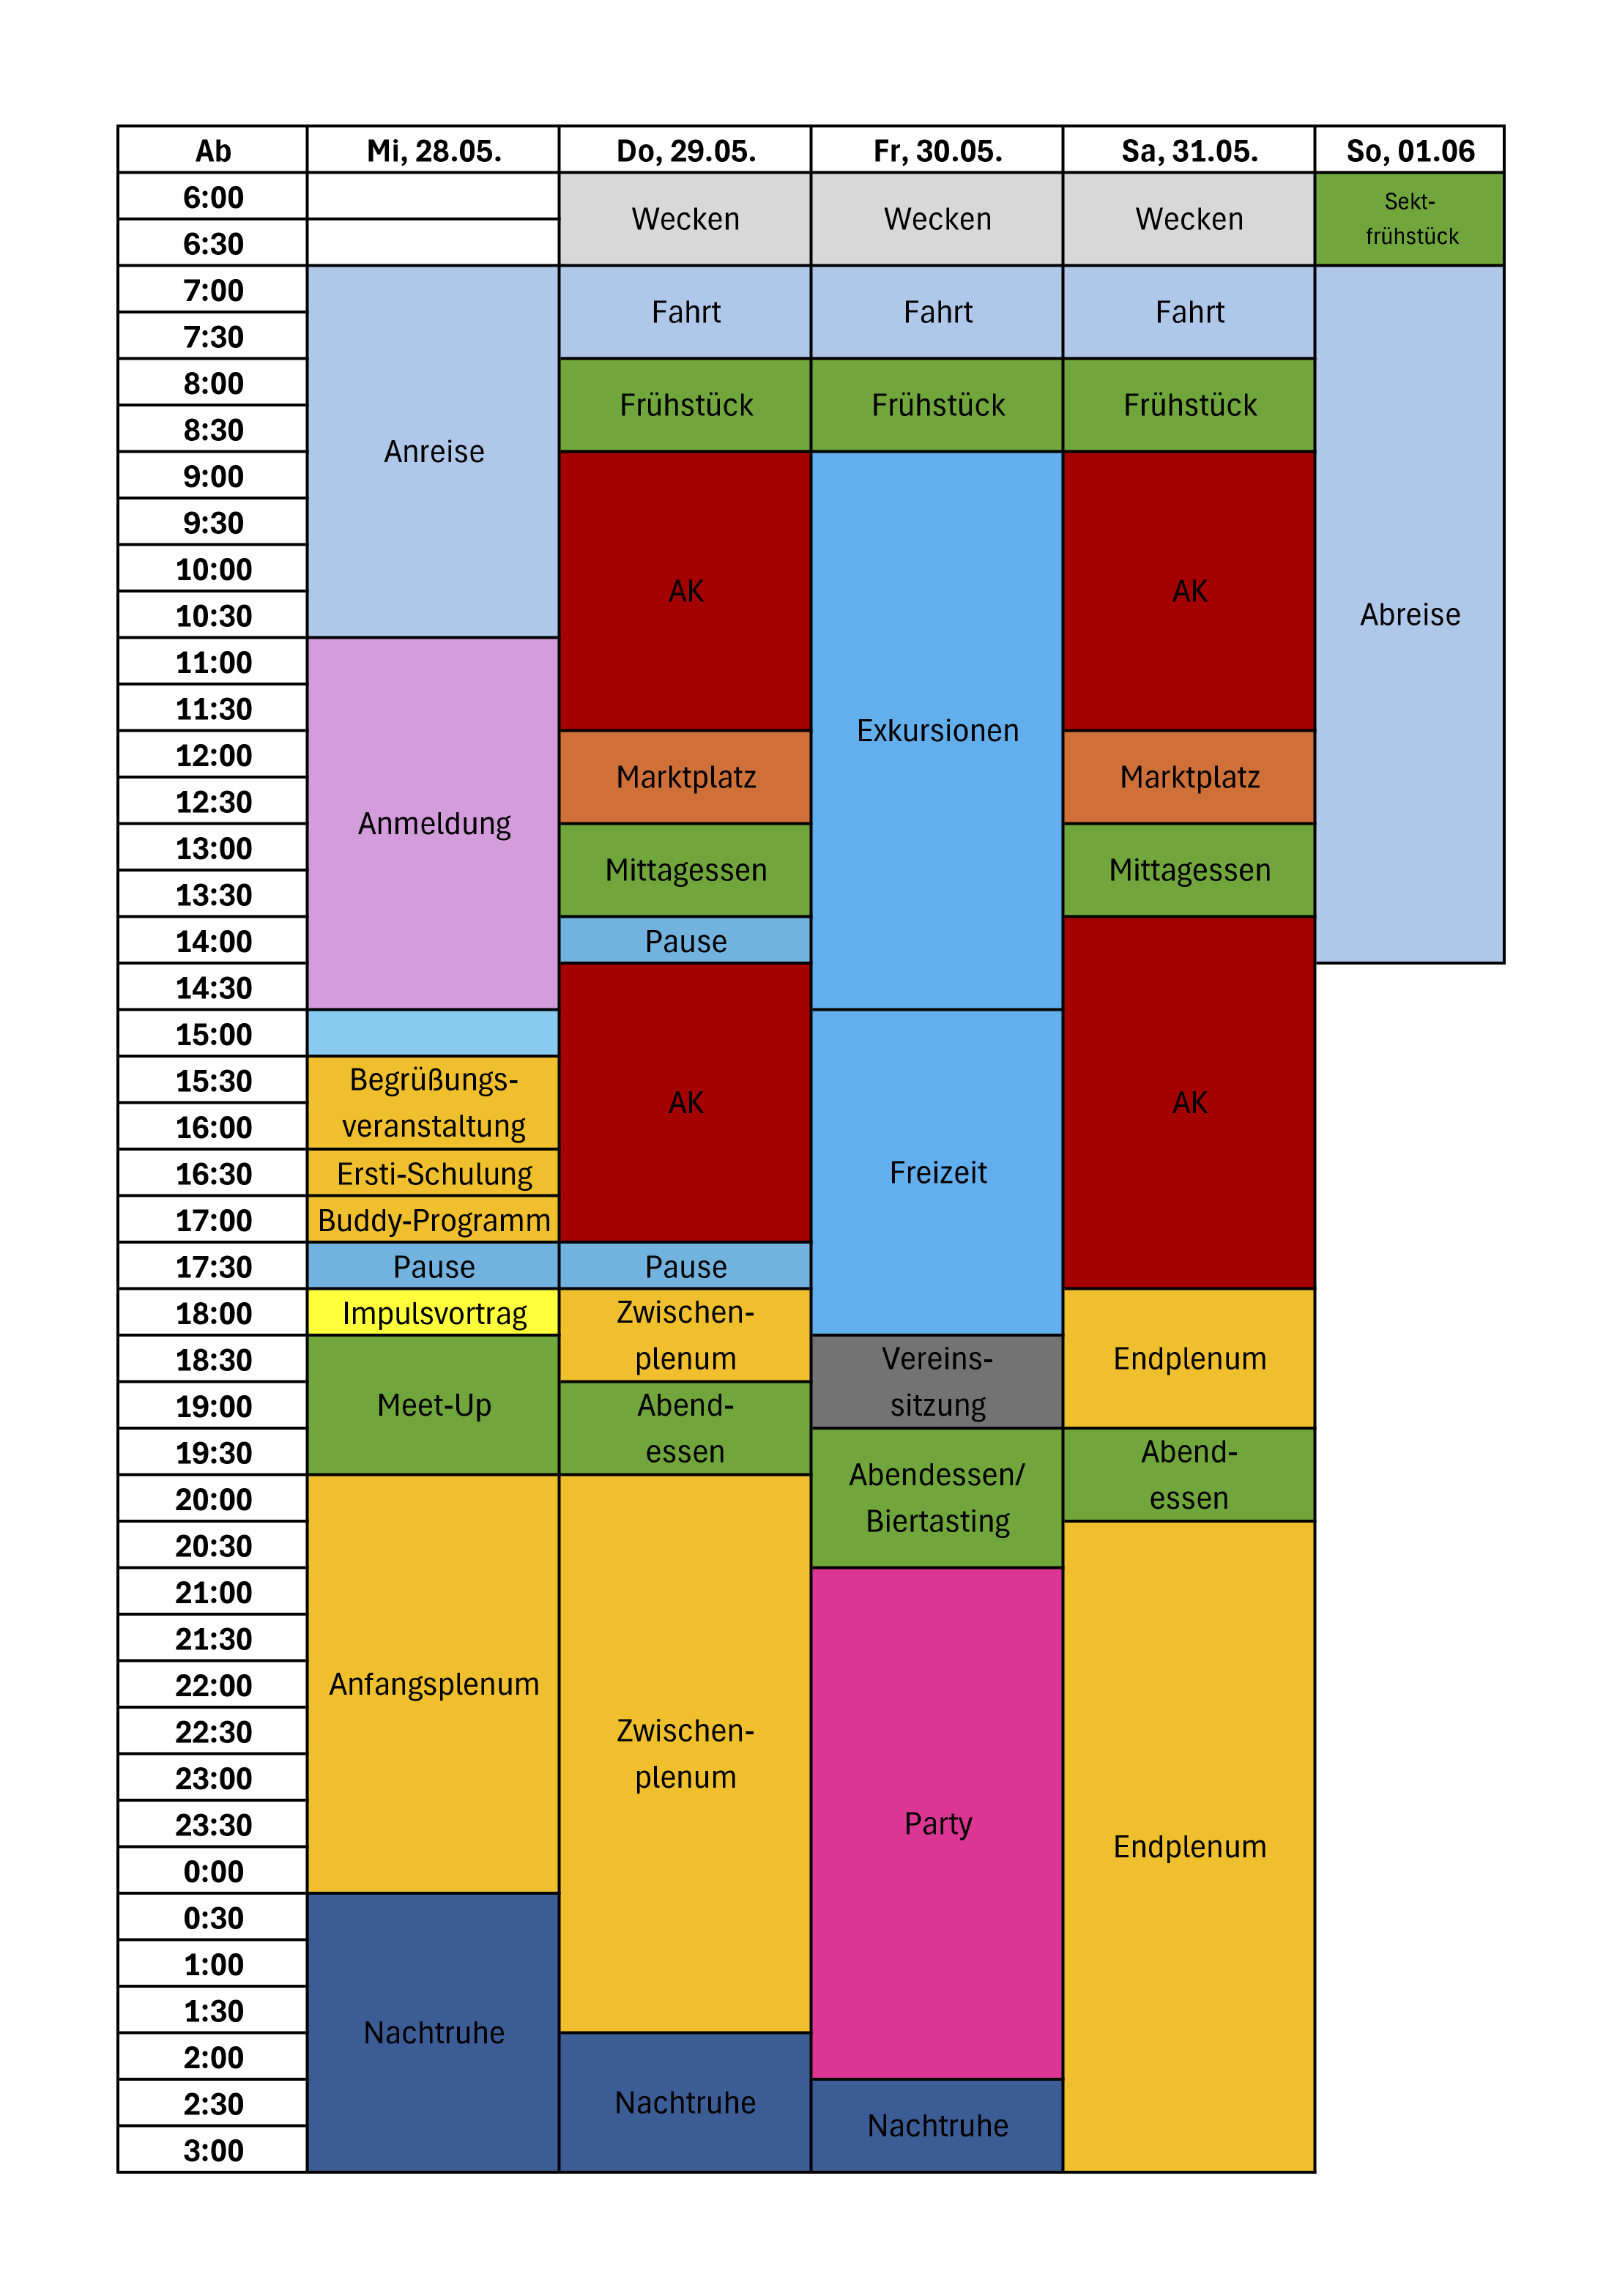 Ab Mi, 28.05. Do, 29.05. Fr, 30.05. Sa, 31.05. So, 01.06
6:00 Wecken Wecken Wecken Sekt-
6:30 frühstück
7:00 Fahrt Fahrt Fahrt
7:30
8:00 Frühstück Frühstück Frühstück
8:30 Anreise
9:00
9:30
10:00 AK AK
10:30 Abreise
11:00
11:30 Exkursionen
12:00 Marktplatz Marktplatz
12:30 Anmeldung
13:00 Mittagessen Mittagessen
13:30
14:00 Pause
14:30
15:00
15:30 Begrüßungs- AK AK
16:00 veranstaltung
16:30 Ersti-Schulung Freizeit
17:00 Buddy-Programm
17:30 Pause Pause
18:00 Impulsvortrag Zwischen-
18:30 plenum Vereins- Endplenum
19:00 Meet-Up Abend- sitzung
19:30 essen Abendessen/ Abend-
20:00 Biertasting essen
20:30
21:00
21:30
22:00 Anfangsplenum
22:30 Zwischen-
23:00 plenum
23:30 Party Endplenum
0:00
0:30
1:00
1:30 Nachtruhe
2:00
2:30 Nachtruhe Nachtruhe
3:00